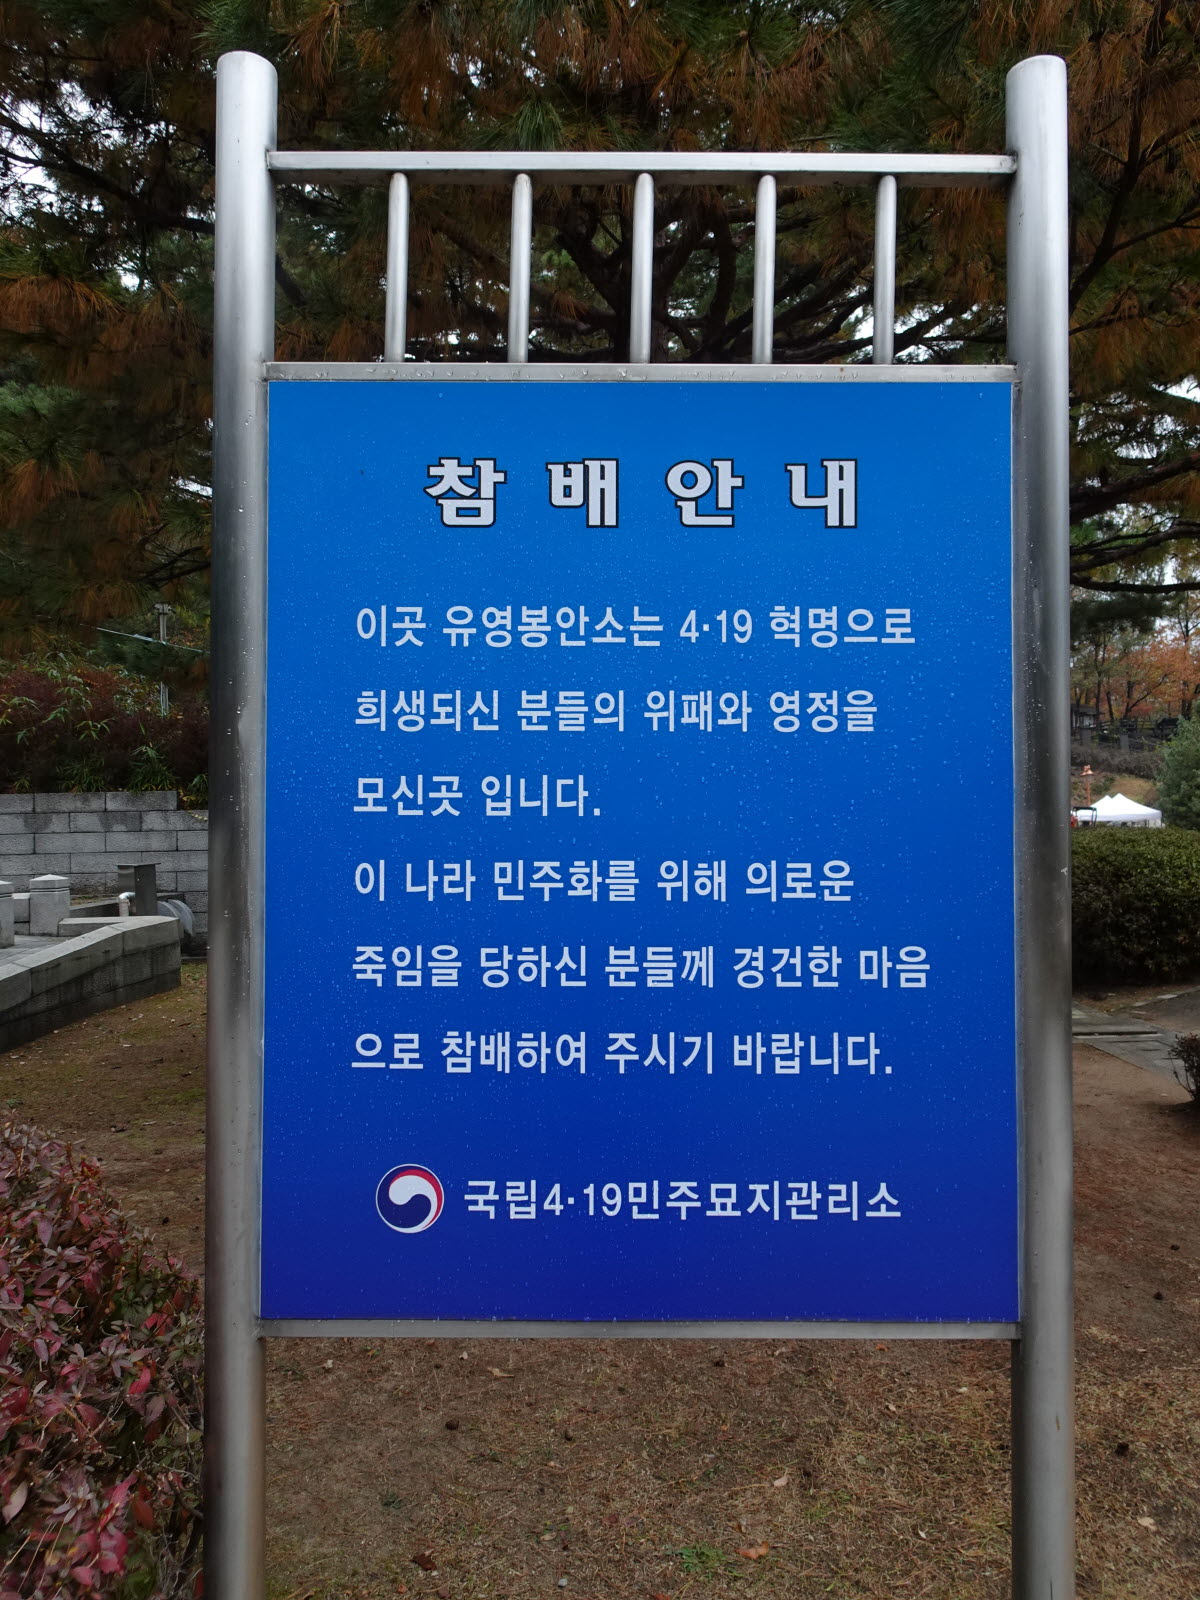 참배안내
이곳 유영봉안소는 4·19 혁명으로
희생되신 분들의 위패와 영정을
모신곳 입니다.
이 나라 민주화를 위해 의로운
죽임을 당하신 분들께 경건한 마음
으로 참배하여 주시기 바랍니다.
국립4·19민주묘지관리소